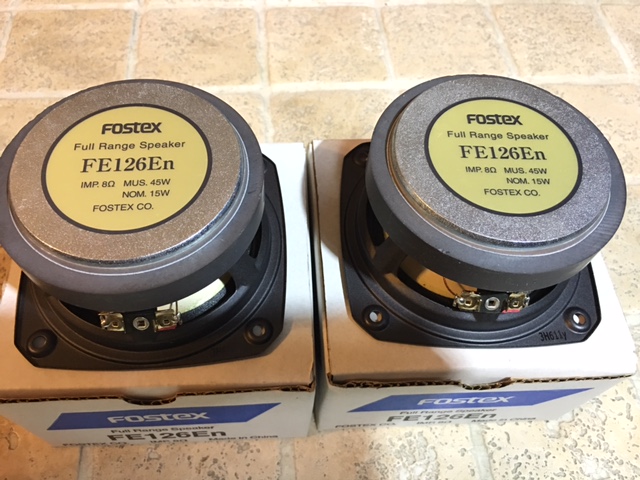 FOSTEX
Full Range Speaker
FE126En
IMP. 8Ω MUS. 45W
NOM. 15W
FOSTEX CO.
FOSTEX
Full Range Speaker
FE126En
IMP. 8Ω MUS. 45W
NOM. 15W
FOSTEX CO.
FOSTEX
Full Range Speaker
FE126En
FOSTEX
Full Range Speaker
FE126En